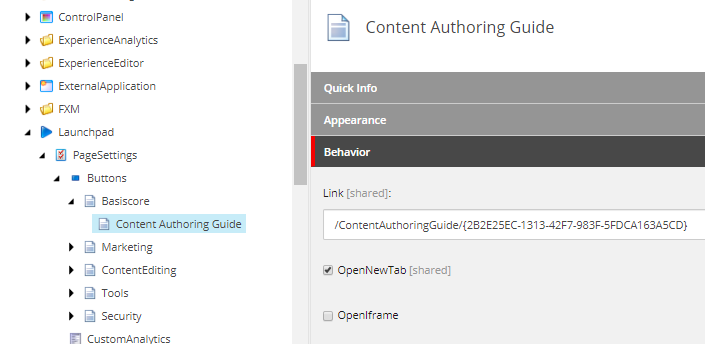 ControlPanel
ExperienceAnalytics
ExperienceEditor
ExternalApplication
FXM
Launchpad
PageSettings
Buttons
Basiscore
Content Authoring Guide
Marketing
ContentEditing
Tools
Security
CustomAnalytics
Content Authoring Guide
Quick Info
Appearance
Behavior
Link [shared]:
/ContentAuthoringGuide/{2B2E25EC-1313-42F7-983F-5FDCA163A5CD}
OpenNewTab [shared]
OpenIframe